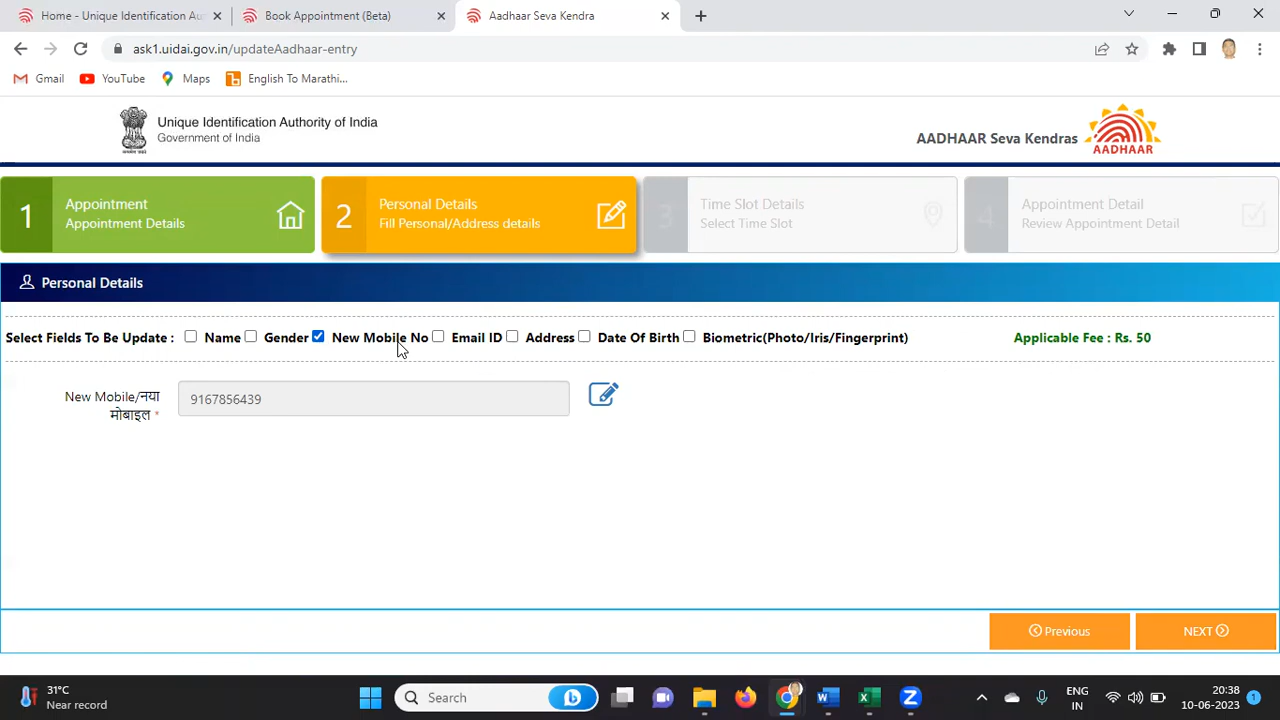 Home - Unique Identification Au
Book Appointment (Beta)
Aadhaar Seva Kendra
ask1.uidai.gov.in/updateAadhaar-entry
Gmail
YouTube
Maps
English To Marathi...
Unique Identification Authority of India
Government of India
AADHAAR Seva Kendras
AADHAAR
1
Appointment
Appointment Details
2
Personal Details
Fill Personal/Address details
3
Time Slot Details
Select Time Slot
4
Appointment Detail
Review Appointment Detail
Personal Details
Select Fields To Be Update : Name Gender New Mobile No Email ID Address Date Of Birth Biometric(Photo/Iris/Fingerprint) Applicable Fee : Rs. 50
New Mobile/नया
मोबाइल *
9167856439
Previous
NEXT
31°C
Near record
Search
ENG
IN
20:38
10-06-2023
1